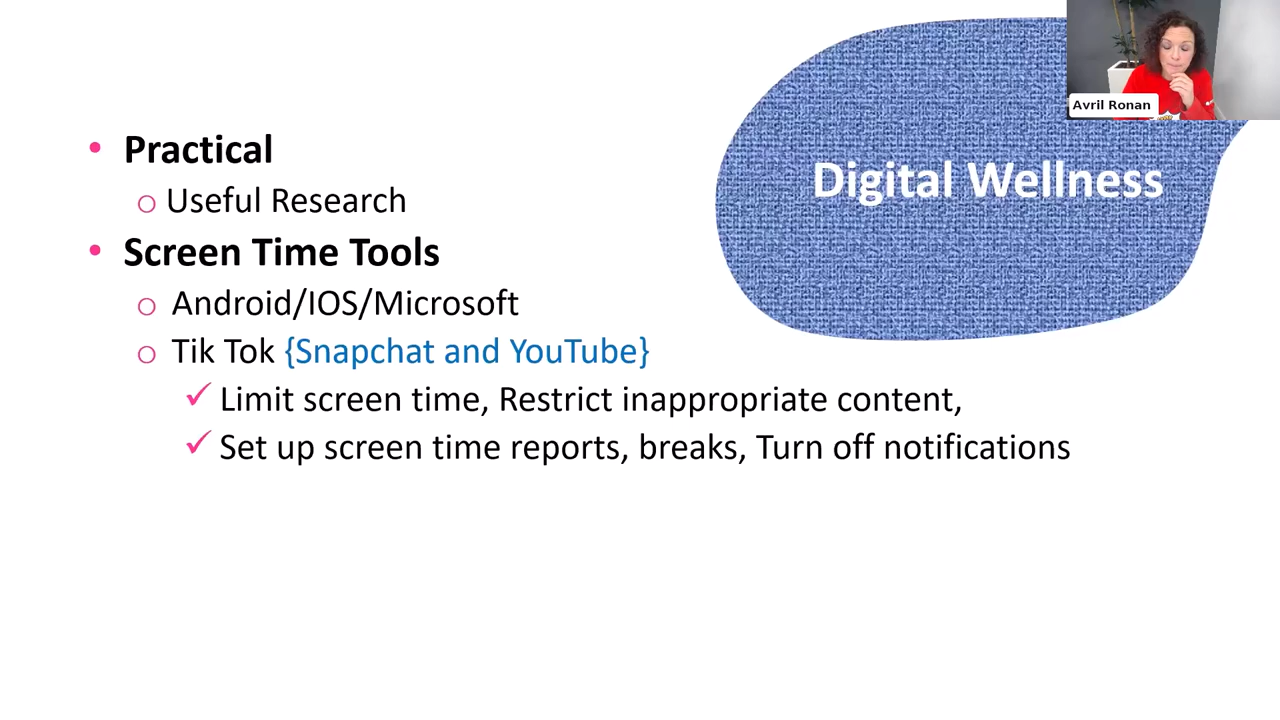 Avril Ronan
Digital Wellness
• Practical
o Useful Research
• Screen Time Tools
o Android/IOS/Microsoft
o Tik Tok {Snapchat and YouTube}
✓ Limit screen time, Restrict inappropriate content,
✓ Set up screen time reports, breaks, Turn off notifications